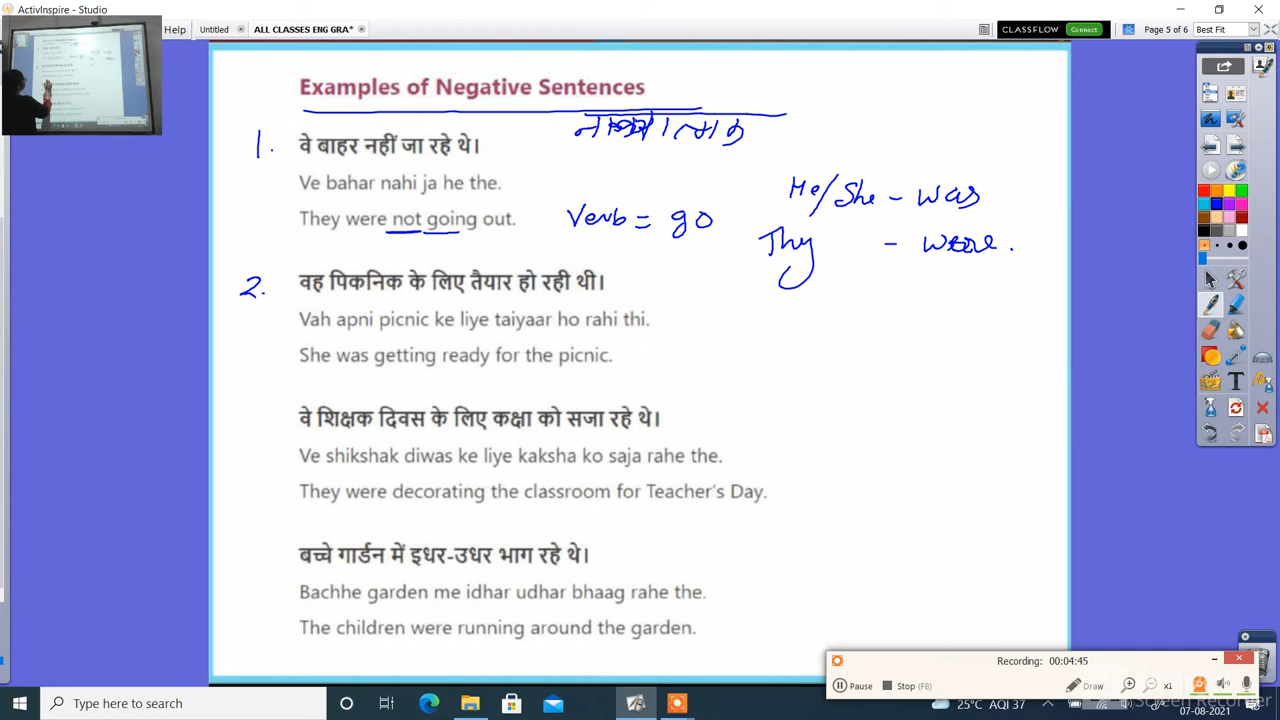 ActivInspire - Studio
Help
Untitled
ALL CLASSES ENG GRA*
CLASSFLOW
Connect
Page 5 of 6
Best Fit
Examples of Negative Sentences
1.
वे बाहर नहीं जा रहे थे।
Ve bahar nahi ja he the.
They were not going out.
Verb = go
He/She - was
Thy
2.
वह पिकनिक के लिए तैयार हो रही थी।
Vah apni picnic ke liye taiyaar ho rahi thi.
She was getting ready for the picnic.
वे शिक्षक दिवस के लिए कक्षा को सजा रहे थे।
Ve shikshak diwas ke liye kaksha ko saja rahe the.
They were decorating the classroom for Teacher's Day.
बच्चे गार्डन में इधर-उधर भाग रहे थे।
Bachhe garden me idhar udhar bhaag rahe the.
The children were running around the garden.
Recording: 00:04:45
Pause
Stop (F8)
Draw
x1
Type here to search
25°C AQI 37
07-08-2021